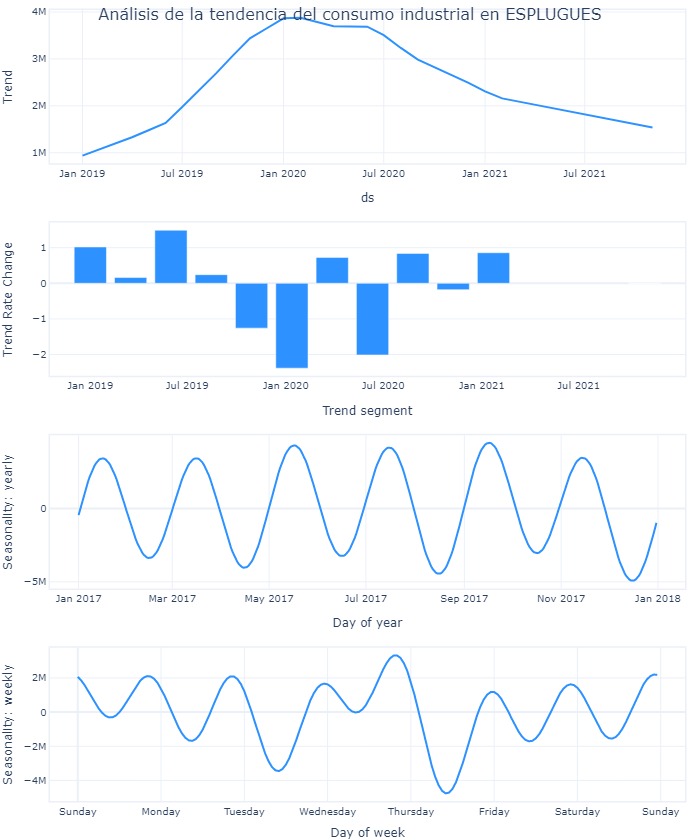 Análisis de la tendencia del consumo industrial en ESPLUGUES
4M
3M
2M
1M
Trend
Jan 2019 Jul 2019 Jan 2020 Jul 2020 Jan 2021 Jul 2021
ds
1
0
−1
−2
Trend Rate Change
Jan 2019 Jul 2019 Jan 2020 Jul 2020 Jan 2021 Jul 2021
Trend segment
0
−5M
Seasonality: yearly
Jan 2017 Mar 2017 May 2017 Jul 2017 Sep 2017 Nov 2017 Jan 2018
Day of year
2M
0
−2M
−4M
Seasonality: weekly
Sunday Monday Tuesday Wednesday Thursday Friday Saturday Sunday
Day of week